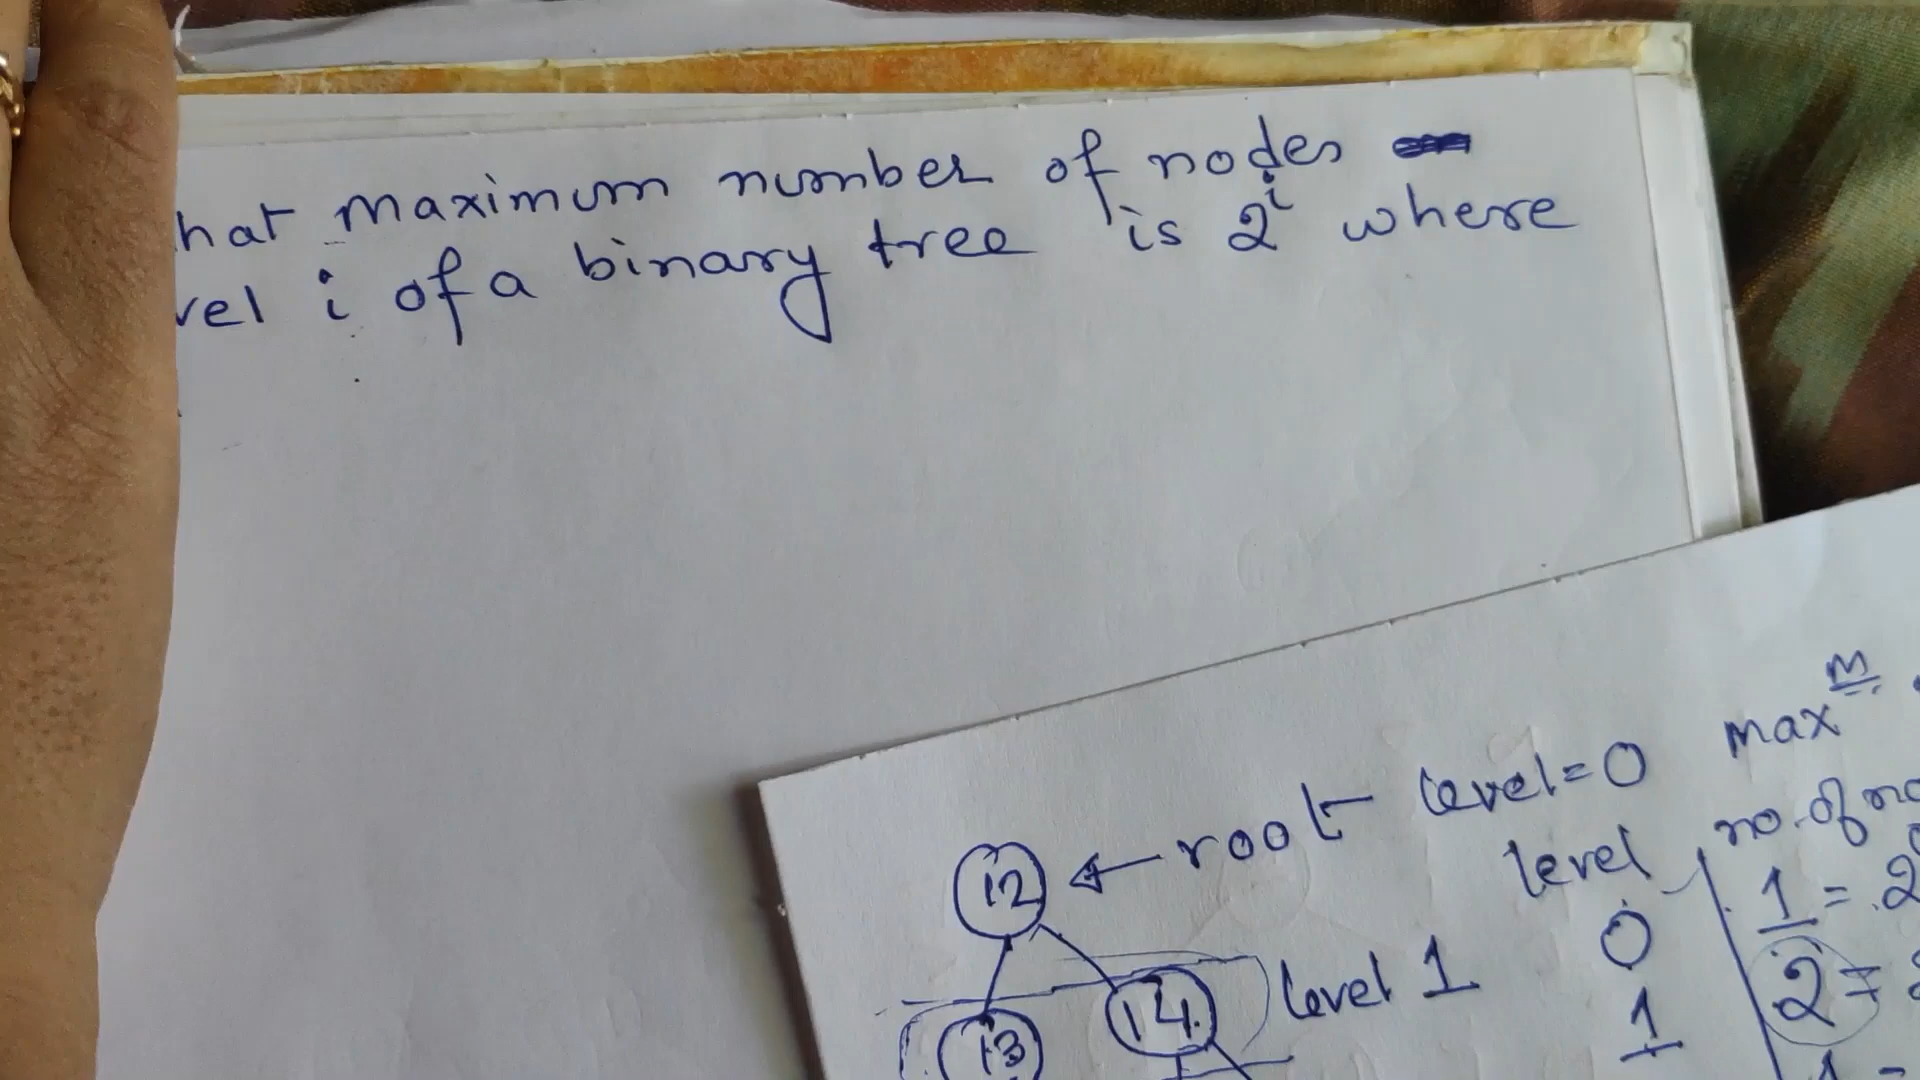 hat maximum number of nodes
vel i of a binary tree is 2^i where
max^m
no. of no
12 ← root level=0
level
1 = 2
0
14 level 1
2 = 2
13
1